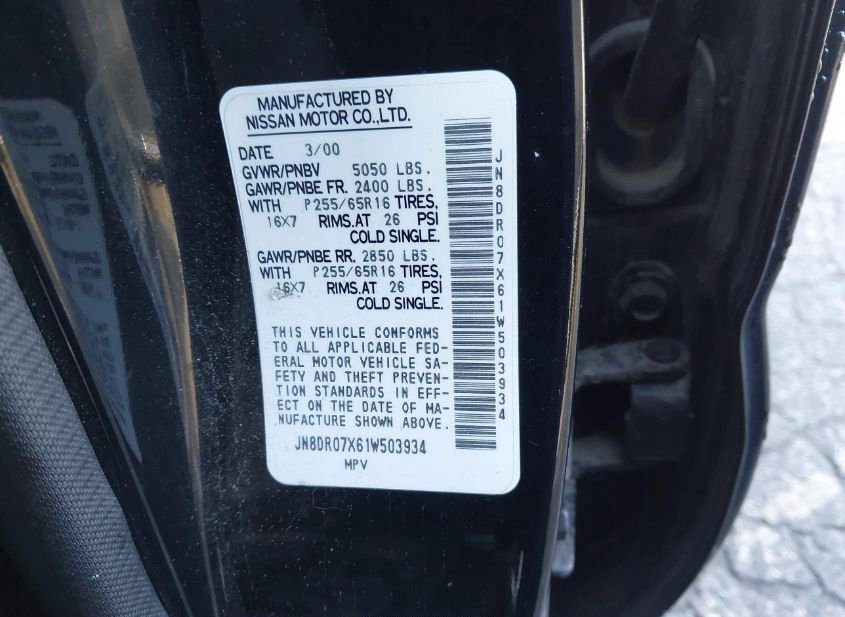 MANUFACTURED BY
NISSAN MOTOR CO.,LTD.
DATE 3/00
GVWR/PNBV 5050 LBS.
GAWR/PNBE FR. 2400 LBS.
WITH P255/65R16 TIRES,
16X7 RIMS.AT 26 PSI
COLD SINGLE.
GAWR/PNBE RR. 2850 LBS.
WITH P255/65R16 TIRES,
16X7 RIMS.AT 26 PSI
COLD SINGLE.
THIS VEHICLE CONFORMS
TO ALL APPLICABLE FED-
ERAL MOTOR VEHICLE SA-
FETY AND THEFT PREVEN-
TION STANDARDS IN EFF-
ECT ON THE DATE OF MA-
NUFACTURE SHOWN ABOVE.
JN8DR07X61W503934
MPV
JN8DR07X61W503934